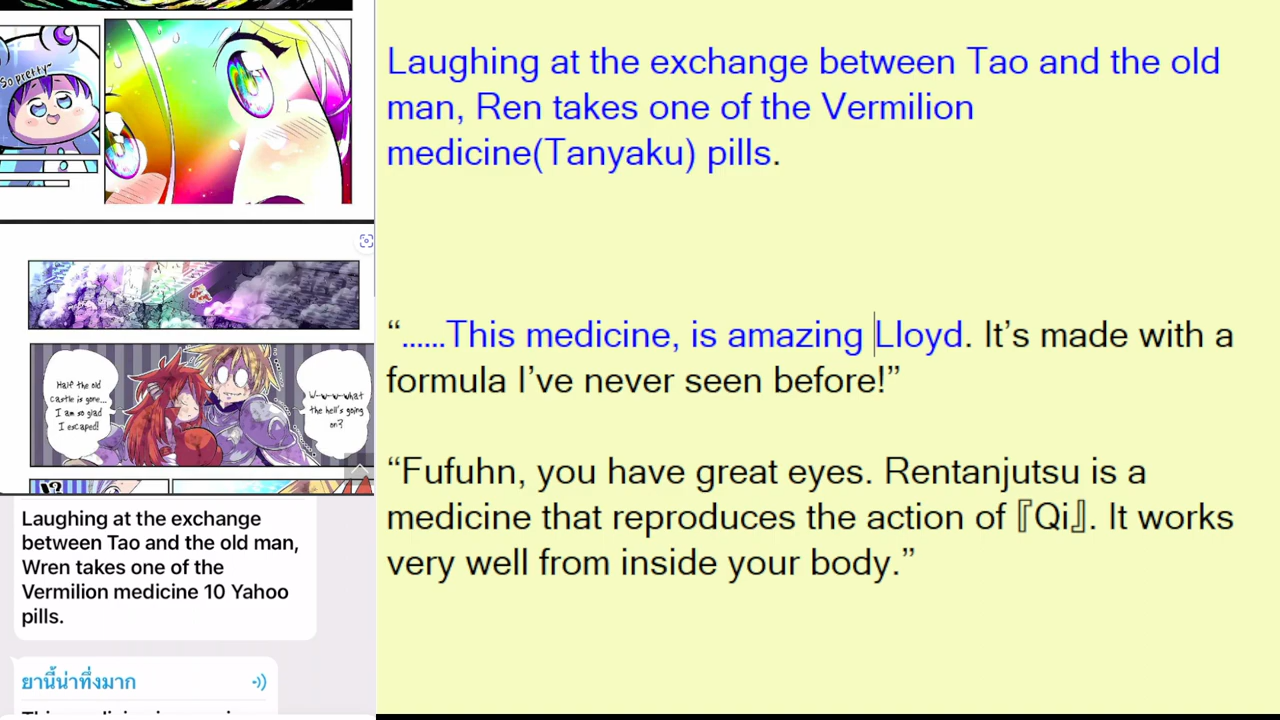 So pretty~
Half the old
castle is gone...
I am so glad
I escaped!
W-w-w-what
the hell's going
on?
!?
Laughing at the exchange
between Tao and the old man,
Wren takes one of the
Vermilion medicine 10 Yahoo
pills.
ยานี้น่าทึ่งมาก
Laughing at the exchange between Tao and the old
man, Ren takes one of the Vermilion
medicine(Tanyaku) pills.
“......This medicine, is amazing Lloyd. It’s made with a
formula I’ve never seen before!”
“Fufuhn, you have great eyes. Rentanjutsu is a
medicine that reproduces the action of『Qi』. It works
very well from inside your body.”